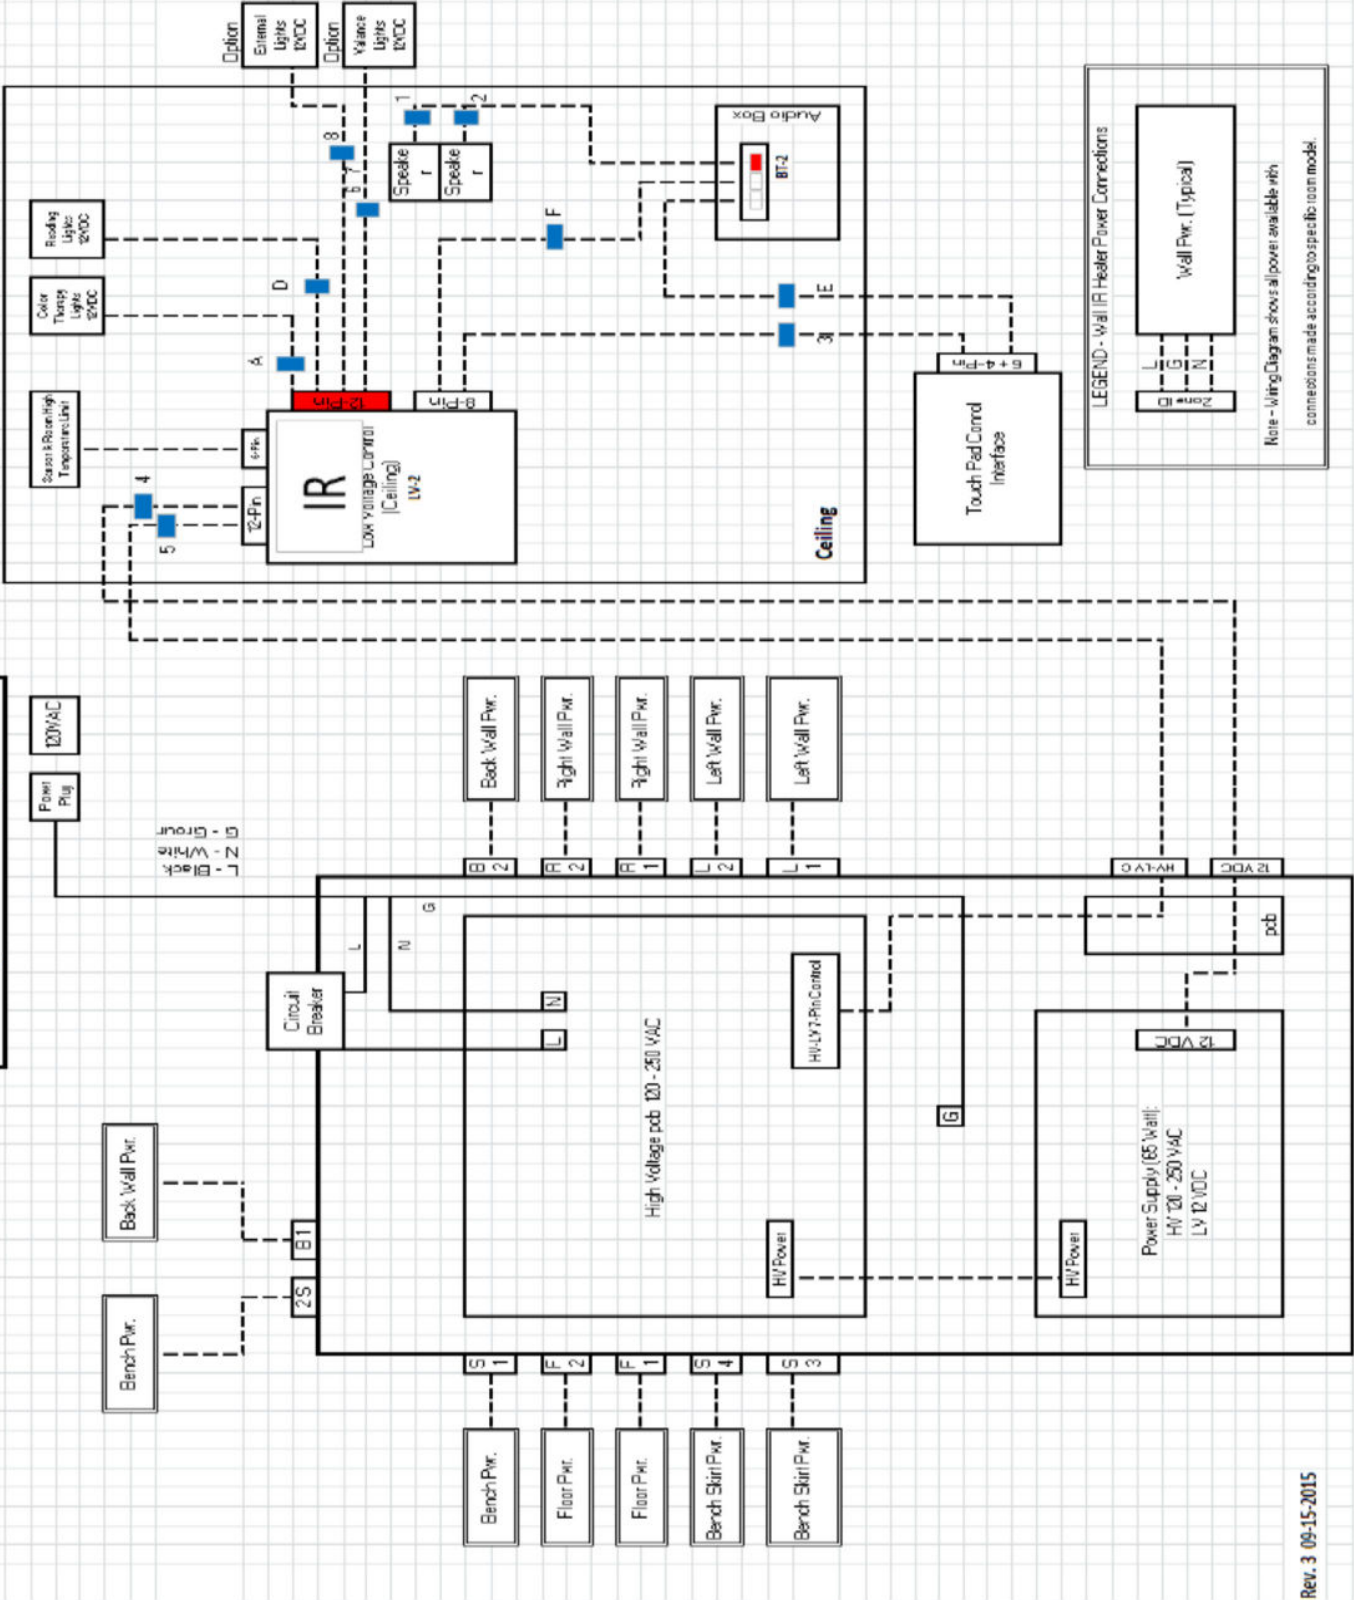 Option
External
Lights
12VDC
Option
Valance
Lights
12VDC
Reading
Lights
12VDC
Color
Therapy
Lights
12VDC
Sensor & Room High
Temperature Limit
8
7
6
1
2
Speake
r
Speake
r
Audio Box
BT-2
D
A
F
E
3
12-Pin
8-Pin
6-Pin
12-Pin
4
5
IR
Low Voltage Control
(Ceiling)
LV-2
Ceiling
6+4-Pin
Touch Pad Control
Interface
LEGEND - Wall IR Heater Power Connections
Wall Pwr. (Typical)
L
G
N
Zone ID
Note - Wiring Diagram shows all power available with
connections made according to specific room model.
120VAC
Power
Plug
L - Black
N - White
G - Groun
Back Wall Pwr.
Right Wall Pwr.
Right Wall Pwr.
Left Wall Pwr.
Left Wall Pwr.
B
2
R
2
R
1
L
2
L
1
HV-LV C
12 VDC
G
L
N
Circuit
Breaker
N
L
High Voltage pcb 120 - 250 VAC
HV-LV 7-Pin Control
pcb
12 VDC
G
HV Power
HV Power
Power Supply (65 Watt):
HV 120 - 250 VAC
LV 12 VDC
Back Wall Pwr.
Bench Pwr.
B1
2S
S
1
F
2
F
1
S
4
S
3
Bench Pwr.
Floor Pwr.
Floor Pwr.
Bench Skirt Pwr.
Bench Skirt Pwr.
Rev. 3 09-15-2015